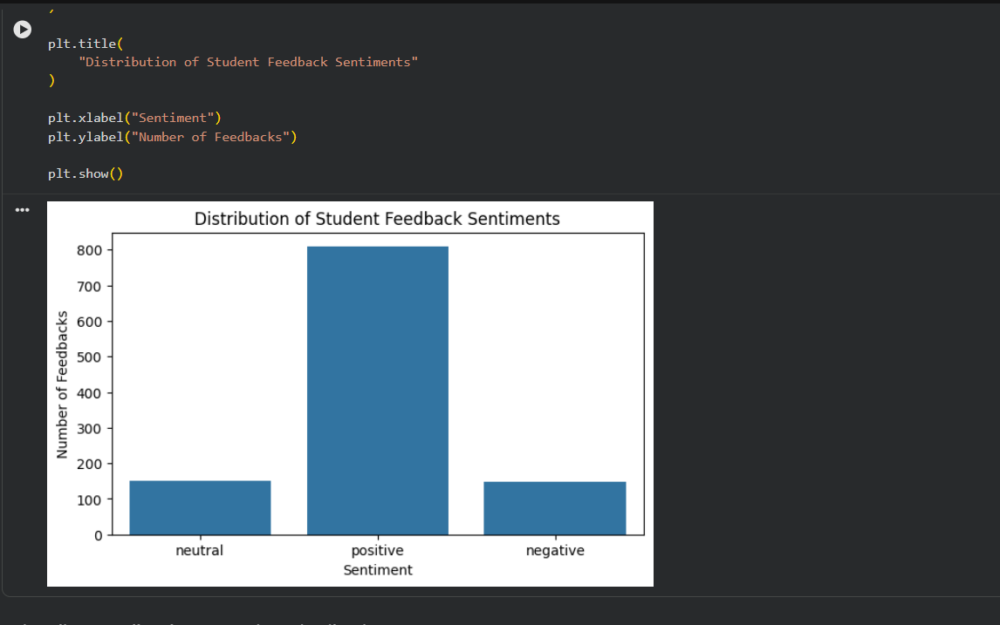 )
plt.title(
"Distribution of Student Feedback Sentiments"
)
plt.xlabel("Sentiment")
plt.ylabel("Number of Feedbacks")
plt.show()
Distribution of Student Feedback Sentiments
800
700
600
500
400
300
200
100
0
Number of Feedbacks
neutral
positive
negative
Sentiment